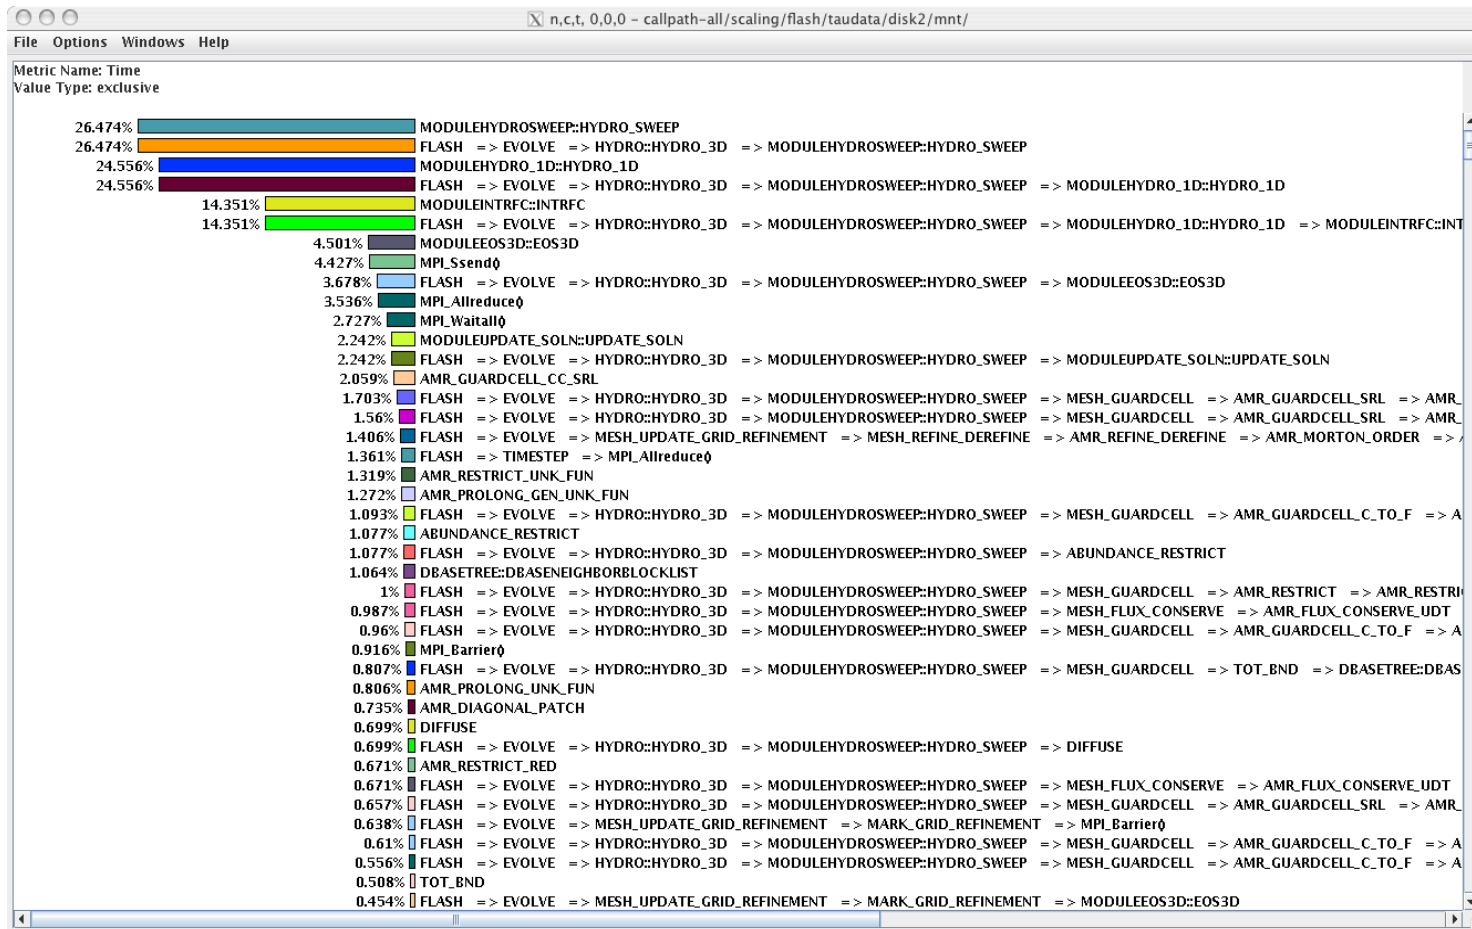 n,c,t, 0,0,0 – callpath-all/scaling/flash/taudata/disk2/mnt/
File Options Windows Help
Metric Name: Time
Value Type: exclusive
26.474% MODULEHYDROSWEEP::HYDRO_SWEEP
26.474% FLASH => EVOLVE => HYDRO::HYDRO_3D => MODULEHYDROSWEEP::HYDRO_SWEEP
24.556% MODULEHYDRO_1D::HYDRO_1D
24.556% FLASH => EVOLVE => HYDRO::HYDRO_3D => MODULEHYDROSWEEP::HYDRO_SWEEP => MODULEHYDRO_1D::HYDRO_1D
14.351% MODULEINTRFC::INTRFC
14.351% FLASH => EVOLVE => HYDRO::HYDRO_3D => MODULEHYDROSWEEP::HYDRO_SWEEP => MODULEHYDRO_1D::HYDRO_1D => MODULEINTRFC::INT
4.501% MODULEEOS3D::EOS3D
4.427% MPI_Ssend()
3.678% FLASH => EVOLVE => HYDRO::HYDRO_3D => MODULEHYDROSWEEP::HYDRO_SWEEP => MODULEEOS3D::EOS3D
3.536% MPI_Allreduce()
2.727% MPI_Waitall()
2.242% MODULEUPDATE_SOLN::UPDATE_SOLN
2.242% FLASH => EVOLVE => HYDRO::HYDRO_3D => MODULEHYDROSWEEP::HYDRO_SWEEP => MODULEUPDATE_SOLN::UPDATE_SOLN
2.059% AMR_GUARDCELL_CC_SRL
1.703% FLASH => EVOLVE => HYDRO::HYDRO_3D => MODULEHYDROSWEEP::HYDRO_SWEEP => MESH_GUARDCELL => AMR_GUARDCELL_SRL => AMR_
1.56% FLASH => EVOLVE => HYDRO::HYDRO_3D => MODULEHYDROSWEEP::HYDRO_SWEEP => MESH_GUARDCELL => AMR_GUARDCELL_SRL => AMR_
1.406% FLASH => EVOLVE => MESH_UPDATE_GRID_REFINEMENT => MESH_REFINE_DEREFINE => AMR_REFINE_DEREFINE => AMR_MORTON_ORDER =>
1.361% FLASH => TIMESTEP => MPI_Allreduce()
1.319% AMR_RESTRICT_UNK_FUN
1.272% AMR_PROLONG_GEN_UNK_FUN
1.093% FLASH => EVOLVE => HYDRO::HYDRO_3D => MODULEHYDROSWEEP::HYDRO_SWEEP => MESH_GUARDCELL => AMR_GUARDCELL_C_TO_F => A
1.077% ABUNDANCE_RESTRICT
1.077% FLASH => EVOLVE => HYDRO::HYDRO_3D => MODULEHYDROSWEEP::HYDRO_SWEEP => ABUNDANCE_RESTRICT
1.064% DBASETREE::DBASENEIGHBORBLOCKLIST
1% FLASH => EVOLVE => HYDRO::HYDRO_3D => MODULEHYDROSWEEP::HYDRO_SWEEP => MESH_GUARDCELL => AMR_RESTRICT => AMR_RESTRI
0.987% FLASH => EVOLVE => HYDRO::HYDRO_3D => MODULEHYDROSWEEP::HYDRO_SWEEP => MESH_FLUX_CONSERVE => AMR_FLUX_CONSERVE_UDT
0.96% FLASH => EVOLVE => HYDRO::HYDRO_3D => MODULEHYDROSWEEP::HYDRO_SWEEP => MESH_GUARDCELL => AMR_GUARDCELL_C_TO_F => A
0.916% MPI_Barrier()
0.807% FLASH => EVOLVE => HYDRO::HYDRO_3D => MODULEHYDROSWEEP::HYDRO_SWEEP => MESH_GUARDCELL => TOT_BND => DBASETREE::DBAS
0.806% AMR_PROLONG_UNK_FUN
0.735% AMR_DIAGONAL_PATCH
0.699% DIFFUSE
0.699% FLASH => EVOLVE => HYDRO::HYDRO_3D => MODULEHYDROSWEEP::HYDRO_SWEEP => DIFFUSE
0.671% AMR_RESTRICT_RED
0.671% FLASH => EVOLVE => HYDRO::HYDRO_3D => MODULEHYDROSWEEP::HYDRO_SWEEP => MESH_FLUX_CONSERVE => AMR_FLUX_CONSERVE_UDT
0.657% FLASH => EVOLVE => HYDRO::HYDRO_3D => MODULEHYDROSWEEP::HYDRO_SWEEP => MESH_GUARDCELL => AMR_GUARDCELL_SRL => AMR_
0.638% FLASH => EVOLVE => MESH_UPDATE_GRID_REFINEMENT => MARK_GRID_REFINEMENT => MPI_Barrier()
0.61% FLASH => EVOLVE => HYDRO::HYDRO_3D => MODULEHYDROSWEEP::HYDRO_SWEEP => MESH_GUARDCELL => AMR_GUARDCELL_C_TO_F => A
0.556% FLASH => EVOLVE => HYDRO::HYDRO_3D => MODULEHYDROSWEEP::HYDRO_SWEEP => MESH_GUARDCELL => AMR_GUARDCELL_C_TO_F => A
0.508% TOT_BND
0.454% FLASH => EVOLVE => MESH_UPDATE_GRID_REFINEMENT => MARK_GRID_REFINEMENT => MODULEEOS3D::EOS3D